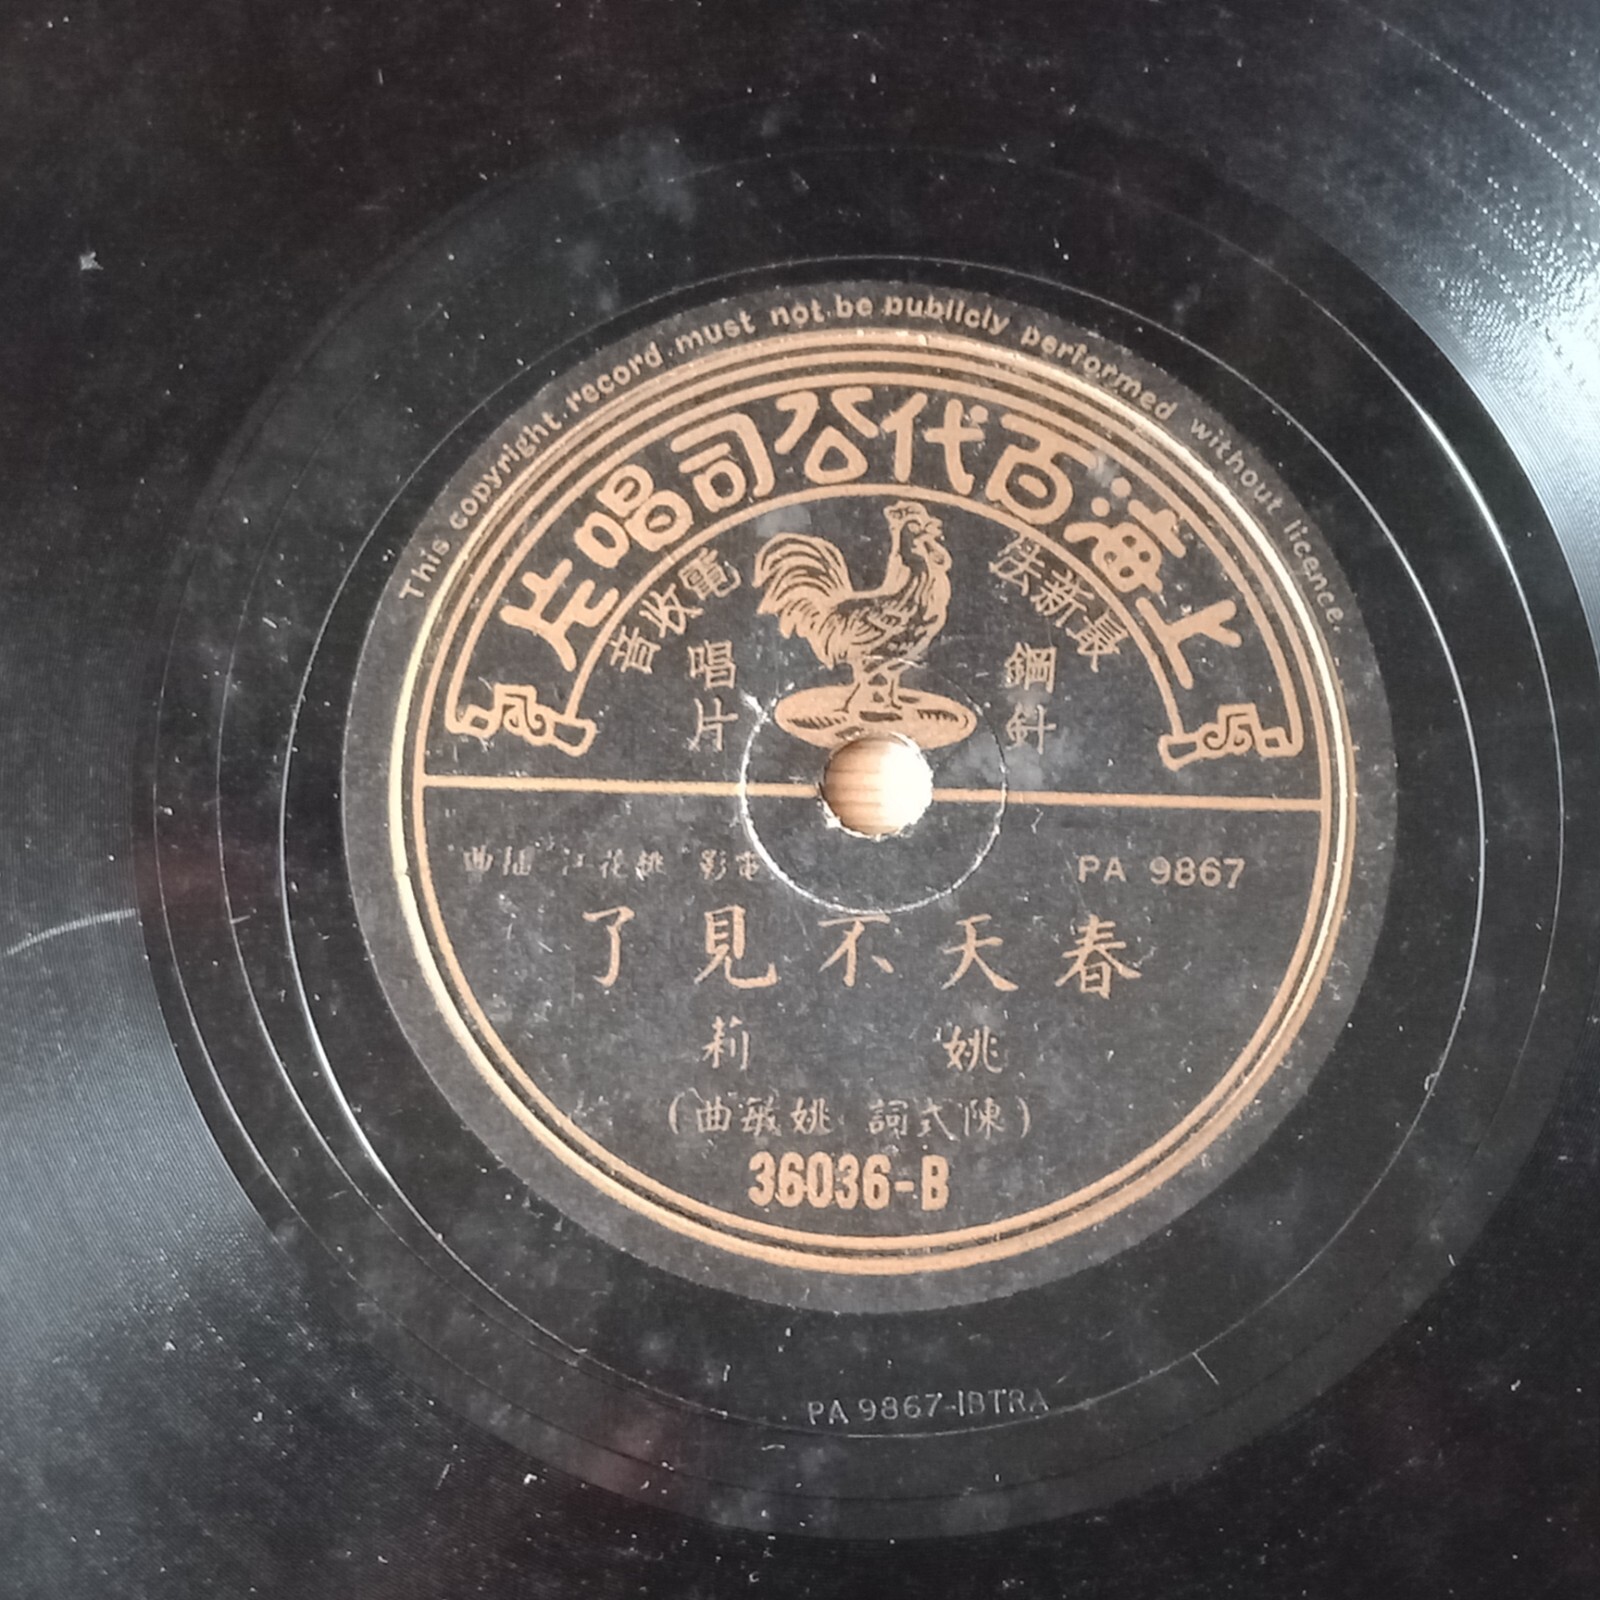 This copyright record must not be publicly performed without licence.
上海百代公司唱片
最新法
鋼針
電收音
唱片
PA 9867
電影"桃花江"插曲
春天不見了
姚莉
(陳式詞 姚敏曲)
36036-B
PA 9867-1BTRA